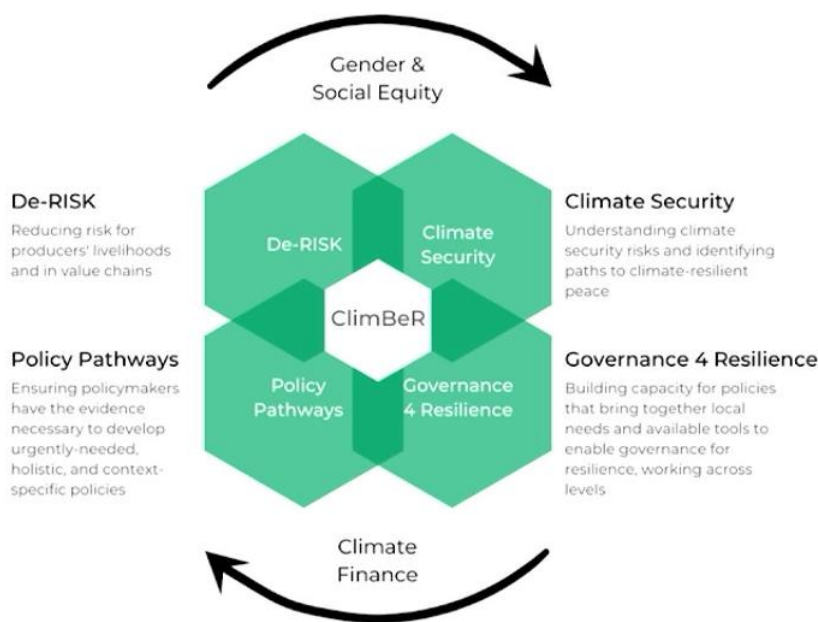 Gender &
Social Equity
De-RISK
Reducing risk for
producers' livelihoods
and in value chains
De-RISK
Climate
Security
Climate Security
Understanding climate
security risks and identifying
paths to climate-resilient
peace
ClimBeR
Policy Pathways
Ensuring policymakers
have the evidence
necessary to develop
urgently-needed,
holistic, and context-
specific policies
Policy
Pathways
Governance
4 Resilience
Governance 4 Resilience
Building capacity for policies
that bring together local
needs and available tools to
enable governance for
resilience, working across
levels
Climate
Finance